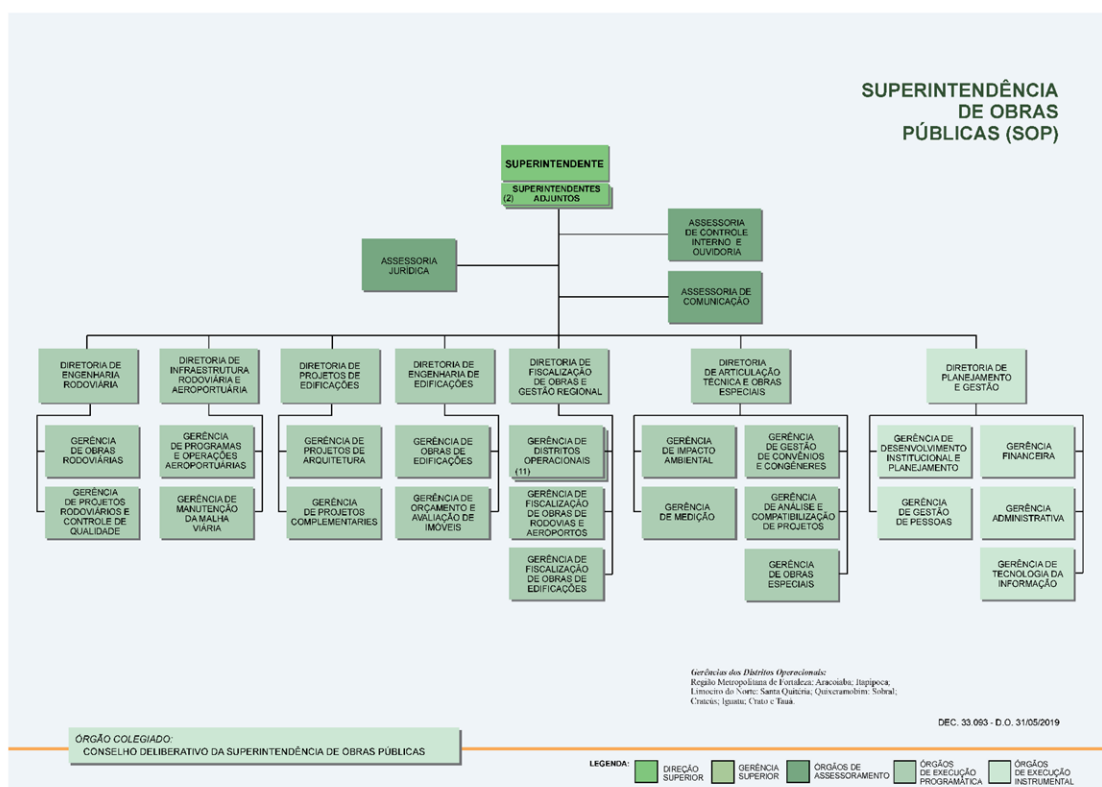 SUPERINTENDÊNCIA
DE OBRAS
PÚBLICAS (SOP)
SUPERINTENDENTE
SUPERINTENDENTES
(2) ADJUNTOS
ASSESSORIA
DE CONTROLE
INTERNO E
OUVIDORIA
ASSESSORIA
JURÍDICA
ASSESSORIA DE
COMUNICAÇÃO
DIRETORIA DE
ENGENHARIA
RODOVIÁRIA
DIRETORIA DE
INFRAESTRUTURA
RODOVIÁRIA E
AEROPORTUÁRIA
DIRETORIA DE
PROJETOS DE
EDIFICAÇÕES
DIRETORIA DE
ENGENHARIA DE
EDIFICAÇÕES
DIRETORIA DE
FISCALIZAÇÃO
DE OBRAS E
GESTÃO REGIONAL
DIRETORIA
DE ARTICULAÇÃO
TÉCNICA E OBRAS
ESPECIAIS
DIRETORIA DE
PLANEJAMENTO
E GESTÃO
GERÊNCIA
DE OBRAS
RODOVIÁRIAS
GERÊNCIA
DE PROGRAMAS
E OPERAÇÕES
AEROPORTUÁRIAS
GERÊNCIA DE
PROJETOS DE
ARQUITETURA
GERÊNCIA DE
OBRAS DE
EDIFICAÇÕES
GERÊNCIA DE
DISTRITOS
OPERACIONAIS
(11)
GERÊNCIA
DE IMPACTO
AMBIENTAL
GERÊNCIA
DE GESTÃO
DE CONVÊNIOS
E CONGÊNERES
GERÊNCIA DE
DESENVOLVIMENTO
INSTITUCIONAL E
PLANEJAMENTO
GERÊNCIA
FINANCEIRA
GERÊNCIA
DE PROJETOS
RODOVIÁRIOS E
CONTROLE DE
QUALIDADE
GERÊNCIA DE
MANUTENÇÃO
DA MALHA
VIÁRIA
GERÊNCIA
DE PROJETOS
COMPLEMENTARIES
GERÊNCIA DE
ORÇAMENTO E
AVALIAÇÃO DE
IMÓVEIS
GERÊNCIA DE
FISCALIZAÇÃO
DE OBRAS DE
RODOVIAS E
AEROPORTOS
GERÊNCIA
DE MEDIÇÃO
GERÊNCIA
DE ANÁLISE E
COMPATIBILIZAÇÃO
DE PROJETOS
GERÊNCIA
DE GESTÃO
DE PESSOAS
GERÊNCIA
ADMINISTRATIVA
GERÊNCIA DE
FISCALIZAÇÃO
DE OBRAS DE
EDIFICAÇÕES
GERÊNCIA
DE OBRAS
ESPECIAIS
GERÊNCIA DE
TECNOLOGIA DA
INFORMAÇÃO
Gerências dos Distritos Operacionais:
Região Metropolitana de Fortaleza; Aracoiaba; Itapipoca;
Limoeiro do Norte; Santa Quitéria; Quixeramobim; Sobral;
Crateús; Iguatu; Crato e Tauá.
DEC. 33.093 - D.O. 31/05/2019
ÓRGÃO COLEGIADO:
CONSELHO DELIBERATIVO DA SUPERINTENDÊNCIA DE OBRAS PÚBLICAS
LEGENDA:
DIREÇÃO
SUPERIOR
GERÊNCIA
SUPERIOR
ÓRGÃOS DE
ASSESSORAMENTO
ÓRGÃOS
DE EXECUÇÃO
PROGRAMÁTICA
ÓRGÃOS
DE EXECUÇÃO
INSTRUMENTAL